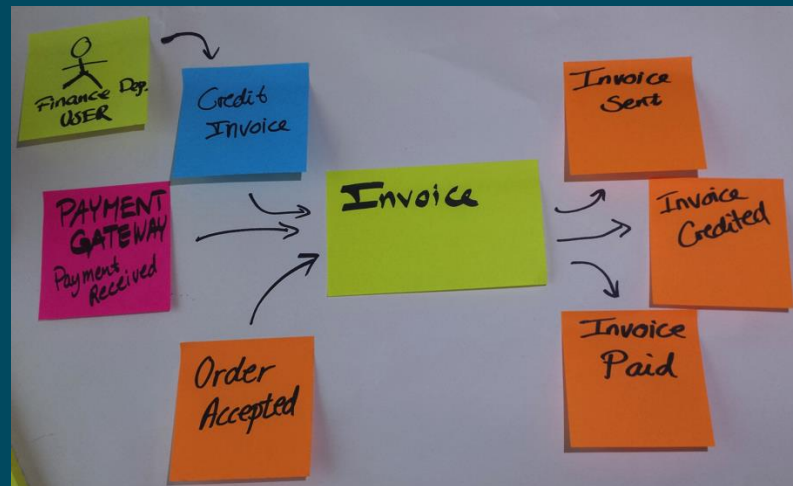 Finance Dep.
USER
Credit
Invoice
PAYMENT
GATEWAY
Payment
Received
Order
Accepted
Invoice
Invoice
Sent
Invoice
Credited
Invoice
Paid